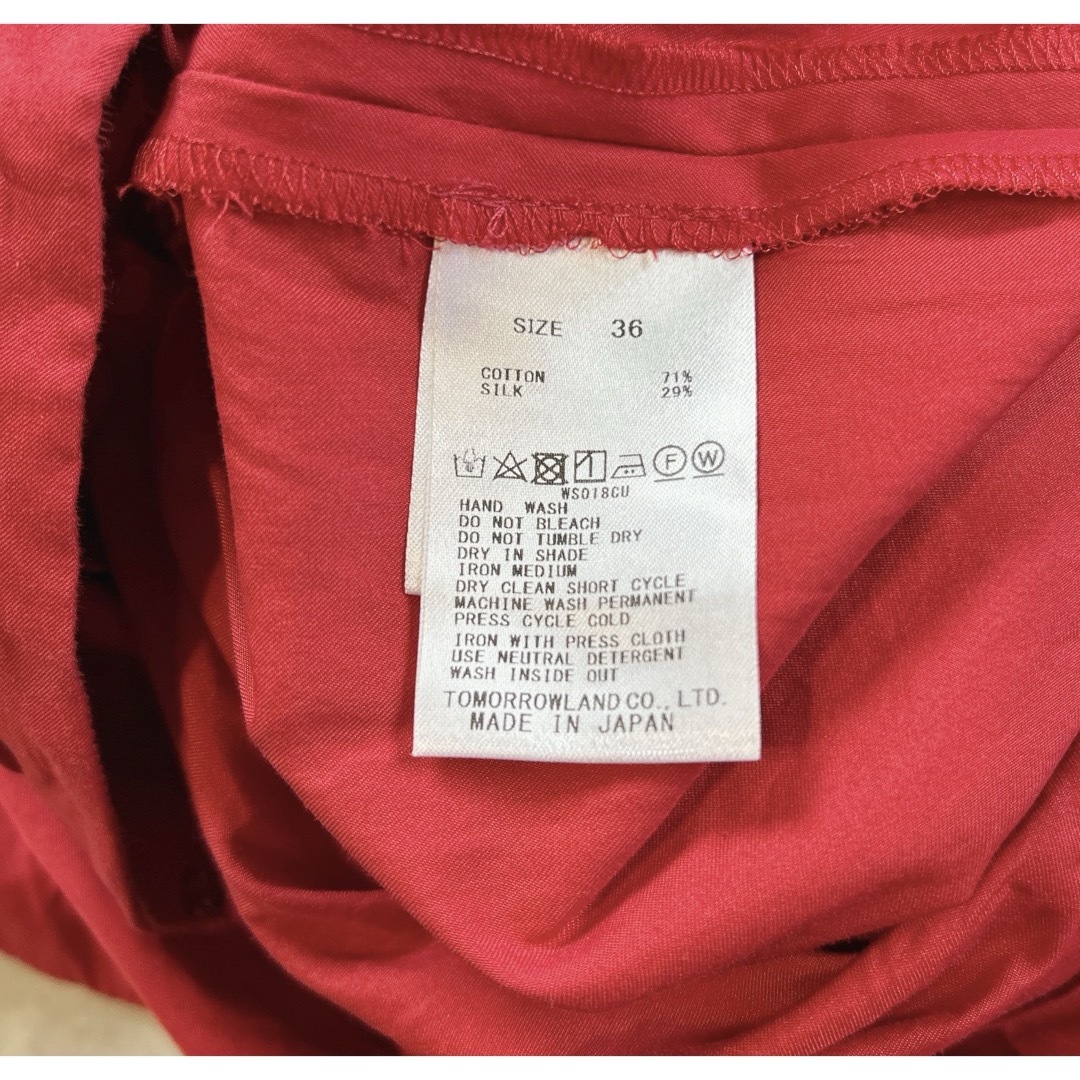 SIZE 36
COTTON 71%
SILK 29%
F W
WS018CU
HAND WASH
DO NOT BLEACH
DO NOT TUMBLE DRY
DRY IN SHADE
IRON MEDIUM
DRY CLEAN SHORT CYCLE
MACHINE WASH PERMANENT
PRESS CYCLE COLD
IRON WITH PRESS CLOTH
USE NEUTRAL DETERGENT
WASH INSIDE OUT
TOMORROWLAND CO., LTD.
MADE IN JAPAN